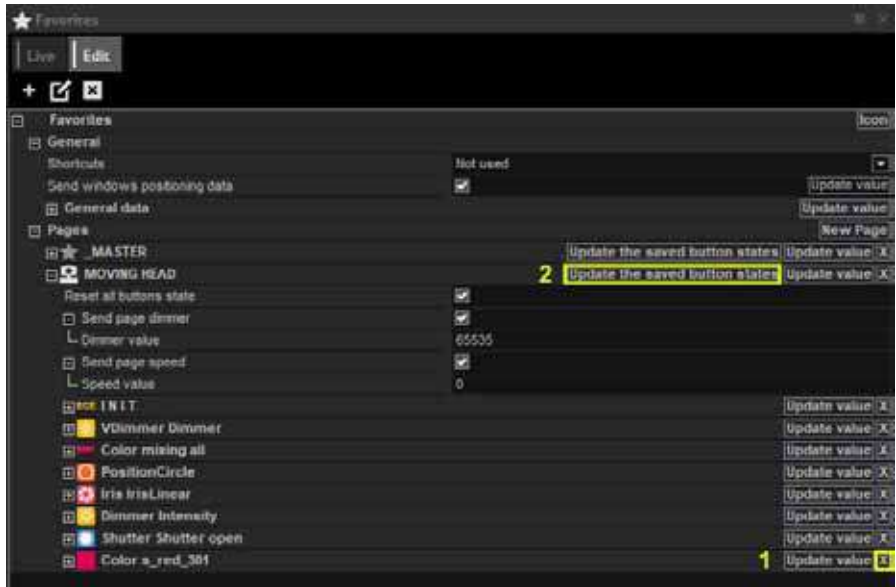 Favorites
Live Edit
Favorites Icon
General
Shortcuts Not used
Send windows positioning data Update value
General data Update value
Pages New Page
_MASTER Update the saved button states Update value X
MOVING HEAD 2 Update the saved button states Update value X
Reset all buttons state
Send page dimmer
Dimmer value 65535
Send page speed
Speed value 0
I N I T Update value X
VDimmer Dimmer Update value X
Color mixing all Update value X
PositionCircle Update value X
Iris IrisLinear Update value X
Dimmer Intensity Update value X
Shutter Shutter open Update value X
Color s_red_301 1 Update value X